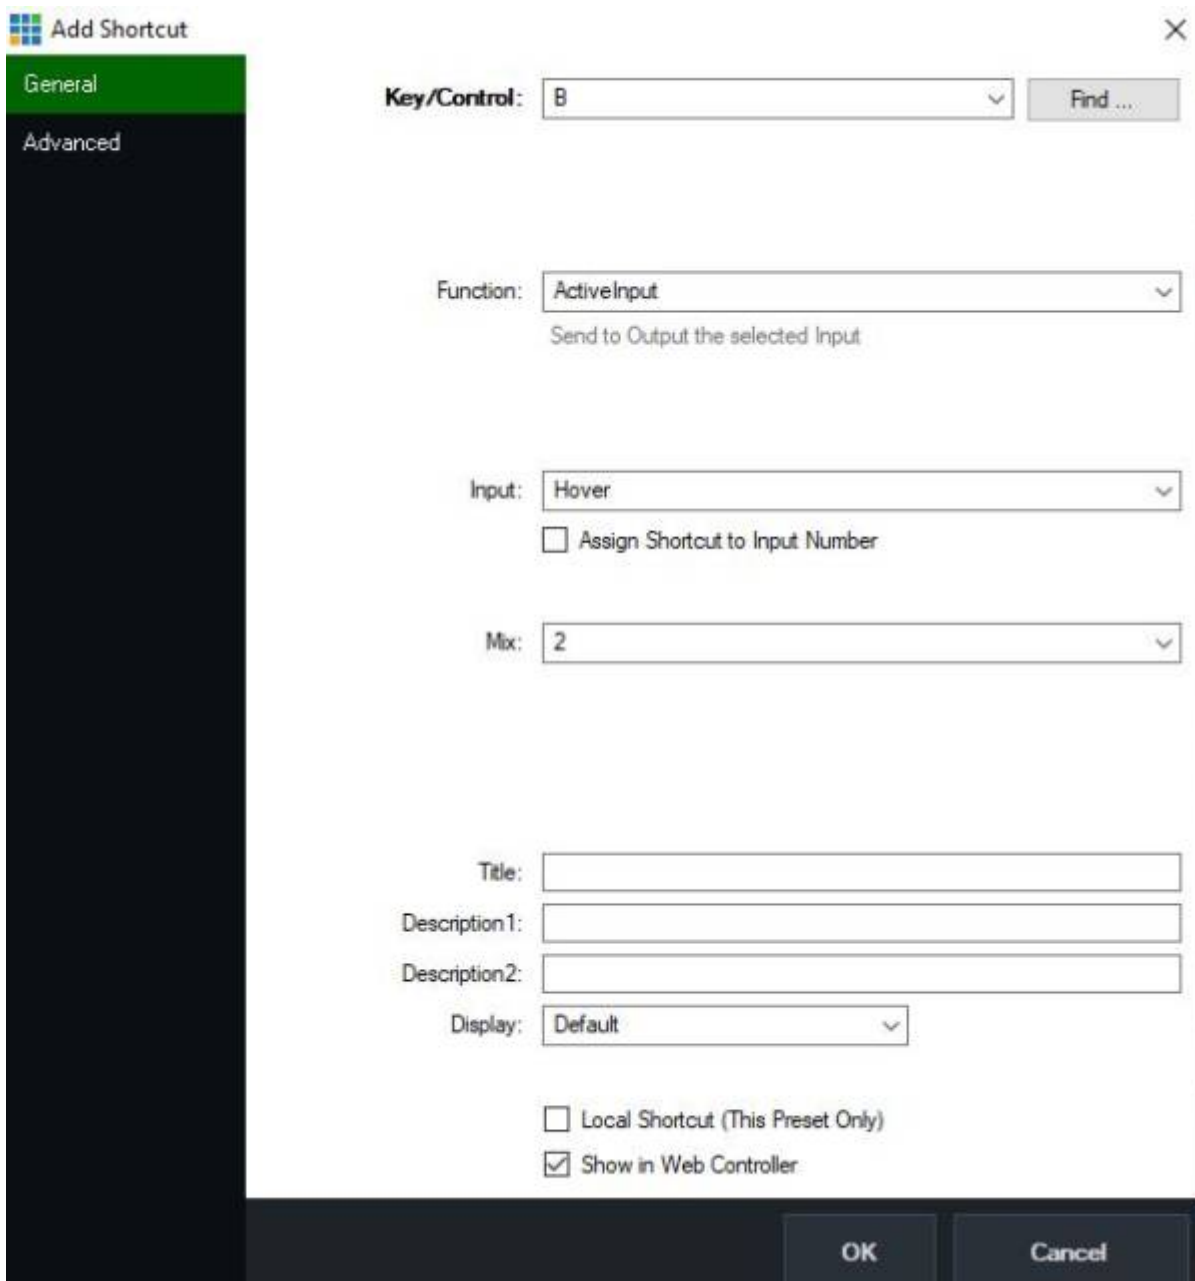 Add Shortcut
General
Advanced
Key/Control: B Find ...
Function: ActiveInput
Send to Output the selected Input
Input: Hover
Assign Shortcut to Input Number
Mix: 2
Title:
Description1:
Description2:
Display: Default
Local Shortcut (This Preset Only)
Show in Web Controller
OK Cancel